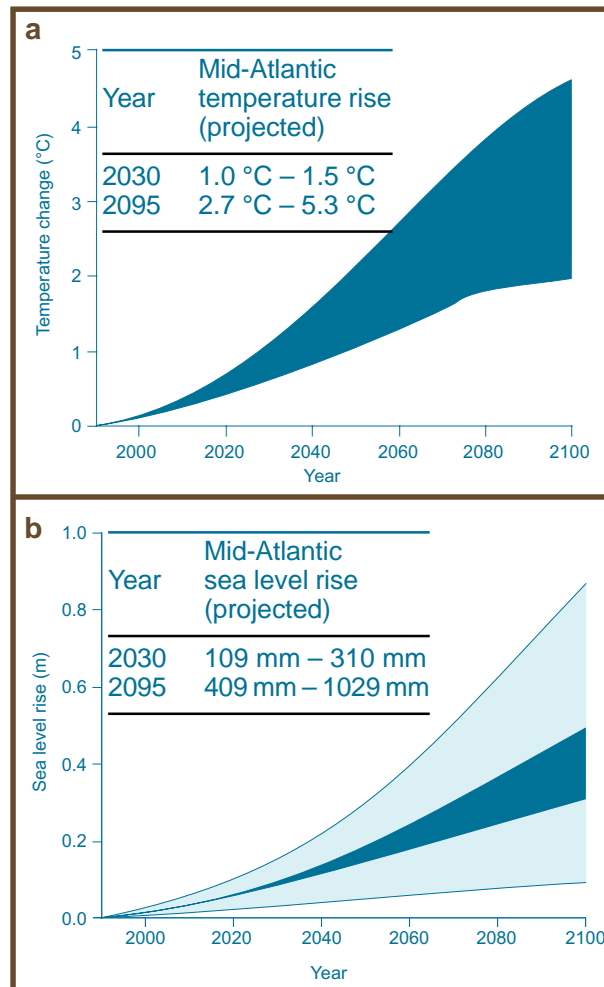 a
5
4
3
2
1
0
Temperature change (°C)
Mid-Atlantic
Year temperature rise
(projected)
2030 1.0 °C – 1.5 °C
2095 2.7 °C – 5.3 °C
2000 2020 2040 2060 2080 2100
Year
b
1.0
0.8
0.6
0.4
0.2
0.0
Sea level rise (m)
Mid-Atlantic
Year sea level rise
(projected)
2030 109 mm – 310 mm
2095 409 mm – 1029 mm
2000 2020 2040 2060 2080 2100
Year